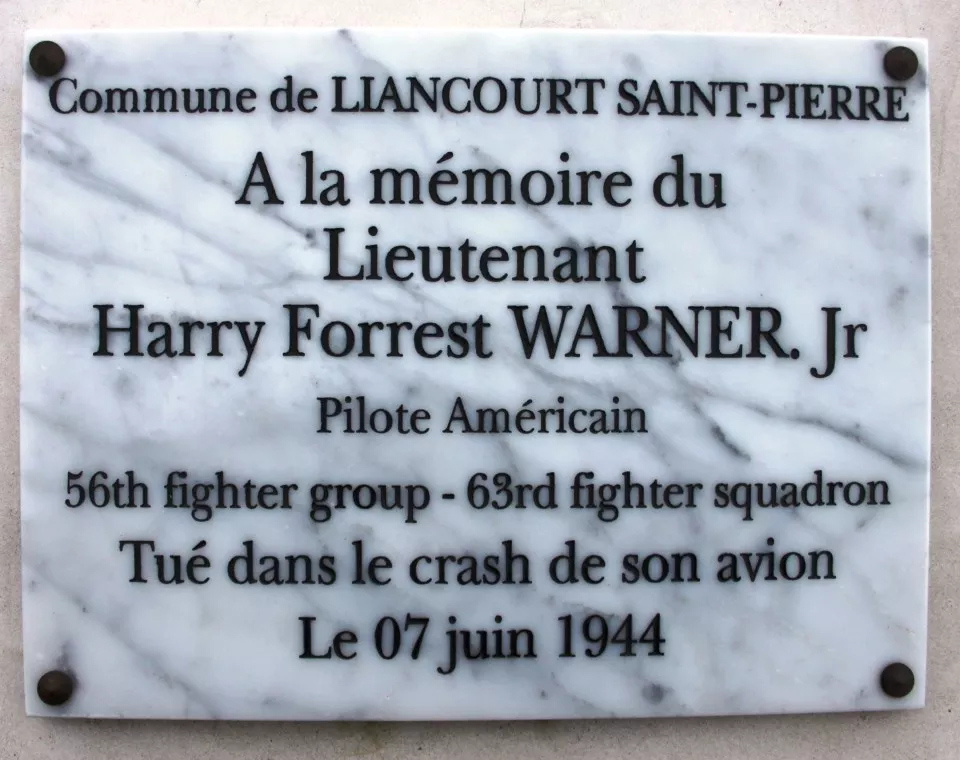 Commune de LIANCOURT SAINT-PIERRE
A la mémoire du
Lieutenant
Harry Forrest WARNER. Jr
Pilote Américain
56th fighter group - 63rd fighter squadron
Tué dans le crash de son avion
Le 07 juin 1944